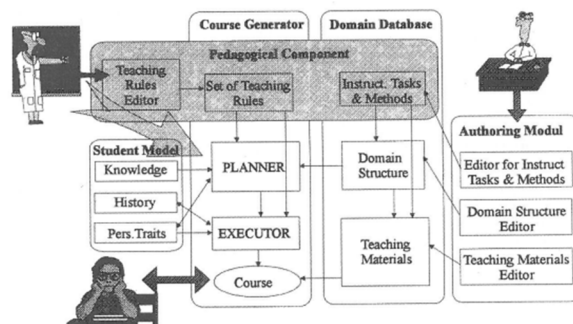 Course Generator
Domain Database
Pedagogical Component
Teaching
Rules
Editor
Set of Teaching
Rules
Instruct. Tasks
& Methods
Student Model
Knowledge
History
Pers.Traits
PLANNER
EXECUTOR
Course
Domain
Structure
Teaching
Materials
Authoring Modul
Editor for Instruct
Tasks & Methods
Domain Structure
Editor
Teaching Materials
Editor